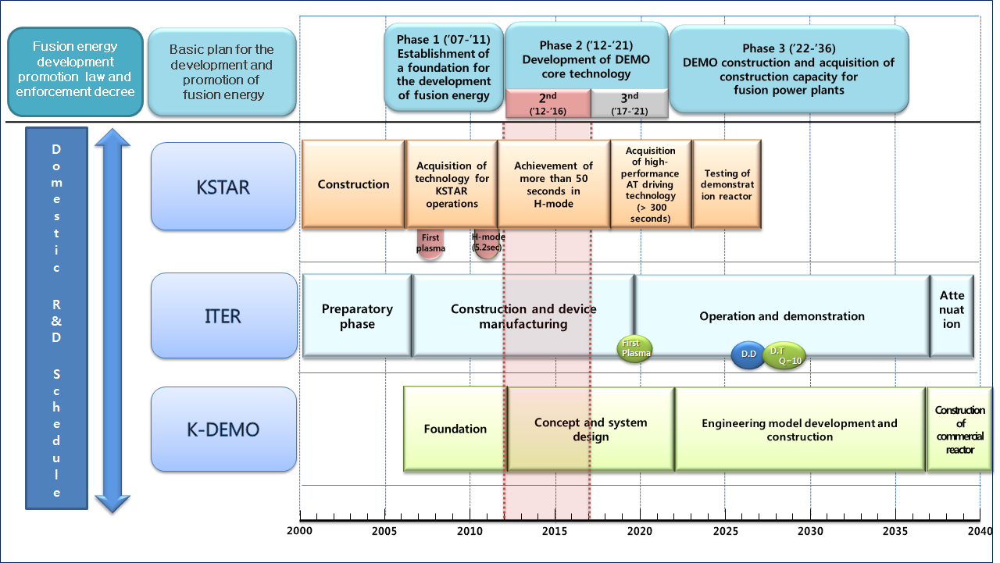 Fusion energy
development
promotion law and
enforcement decree
Basic plan for the
development and
promotion of
fusion energy
Phase 1 (’07-’11)
Establishment of
a foundation for
the development
of fusion energy
Phase 2 (’12-’21)
Development of DEMO
core technology
2nd
(’12-’16)
3nd
(’17-’21)
Phase 3 (’22-’36)
DEMO construction and acquisition of
construction capacity for
fusion power plants
Domestic R&D Schedule
KSTAR
Construction
Acquisition of
technology for
KSTAR
operations
Achievement of
more than 50
seconds in
H-mode
Acquisition
of high-
performance
AT driving
technology
(> 300
seconds)
Testing of
demonstrat
ion reactor
First
plasma
H-mode
(5.2sec)
ITER
Preparatory
phase
Construction and device
manufacturing
Operation and demonstration
Atte
nuat
ion
First
Plasma
D.D
D.T
Q=10
K-DEMO
Foundation
Concept and system
design
Engineering model development and
construction
Construction
of
commercial
reactor
2000 2005 2010 2015 2020 2025 2030 2035 2040